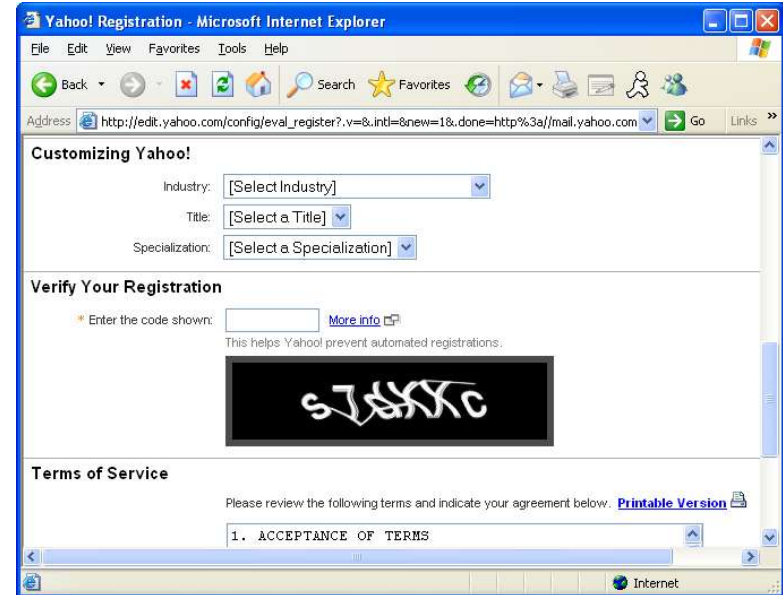 Yahoo! Registration - Microsoft Internet Explorer
File Edit View Favorites Tools Help
Back Search Favorites
Address http://edit.yahoo.com/config/eval_register?.v=&.intl=&new=1&.done=http%3a//mail.yahoo.com Go Links »
Customizing Yahoo!
Industry: [Select Industry]
Title: [Select a Title]
Specialization: [Select a Specialization]
Verify Your Registration
* Enter the code shown: More info
This helps Yahoo! prevent automated registrations.
Terms of Service
Please review the following terms and indicate your agreement below. Printable Version
1. ACCEPTANCE OF TERMS
Internet